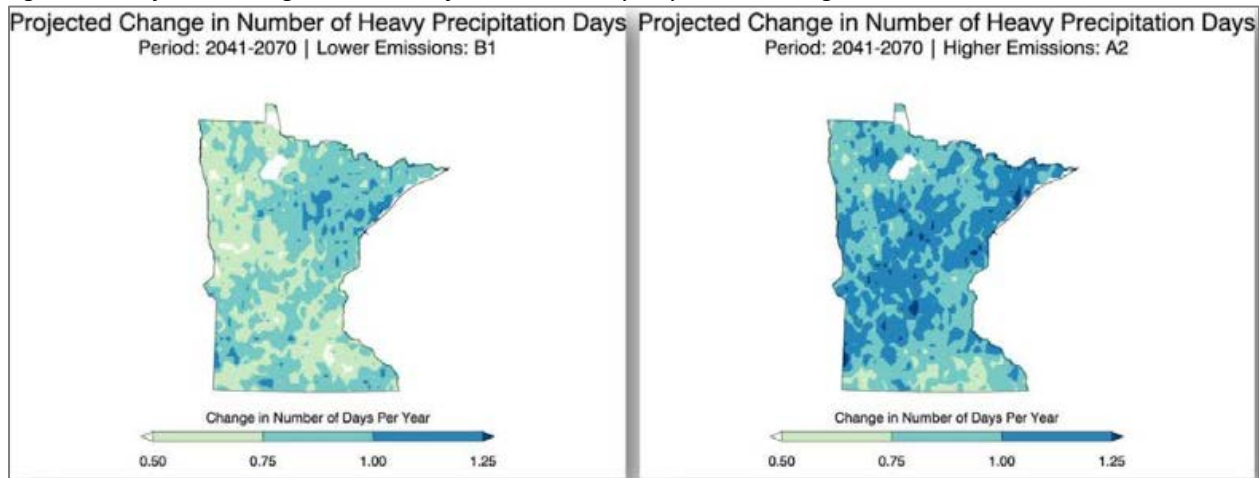 Projected Change in Number of Heavy Precipitation Days
Period: 2041-2070 | Lower Emissions: B1
Change in Number of Days Per Year
0.50 0.75 1.00 1.25
Projected Change in Number of Heavy Precipitation Days
Period: 2041-2070 | Higher Emissions: A2
Change in Number of Days Per Year
0.50 0.75 1.00 1.25